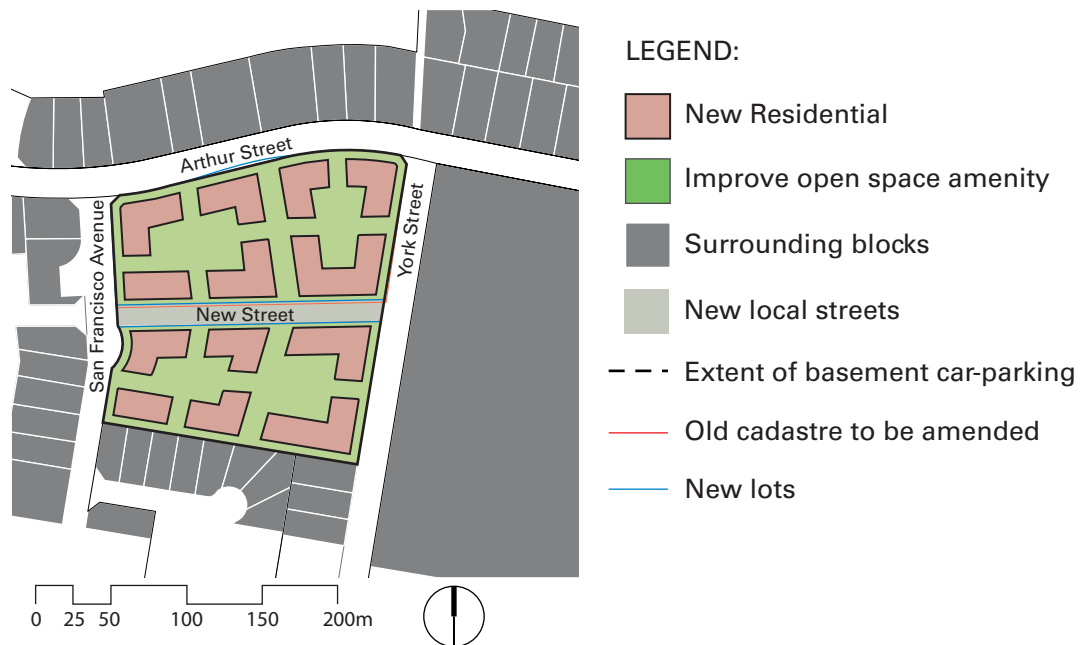 LEGEND:
New Residential
Improve open space amenity
Surrounding blocks
New local streets
Extent of basement car-parking
Old cadastre to be amended
New lots
Arthur Street
San Francisco Avenue
York Street
New Street
0 25 50 100 150 200m